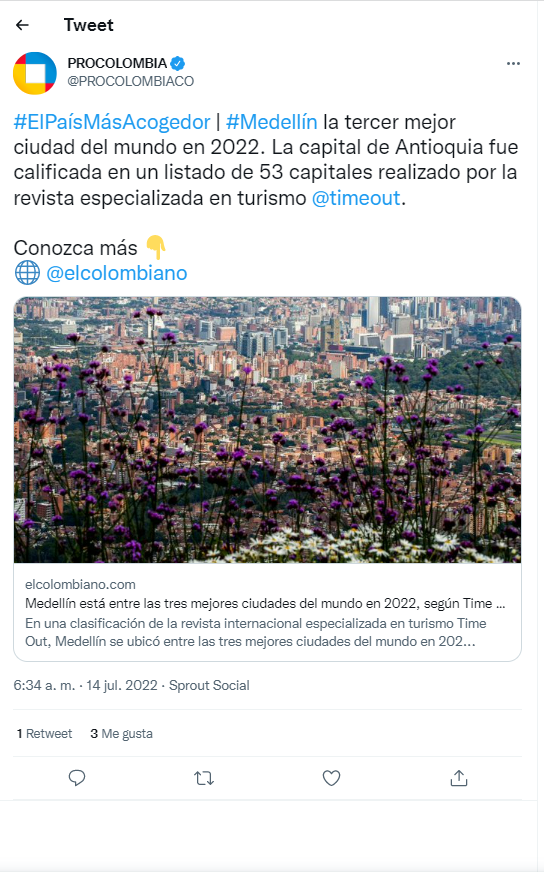 Tweet
PROCOLOMBIA
@PROCOLOMBIACO
#ElPaísMásAcogedor | #Medellín la tercer mejor
ciudad del mundo en 2022. La capital de Antioquia fue
calificada en un listado de 53 capitales realizado por la
revista especializada en turismo @timeout.
Conozca más 👇
🌐 @elcolombiano
elcolombiano.com
Medellín está entre las tres mejores ciudades del mundo en 2022, según Time ...
En una clasificación de la revista internacional especializada en turismo Time
Out, Medellín se ubicó entre las tres mejores ciudades del mundo en 202...
6:34 a. m. · 14 jul. 2022 · Sprout Social
1 Retweet 3 Me gusta